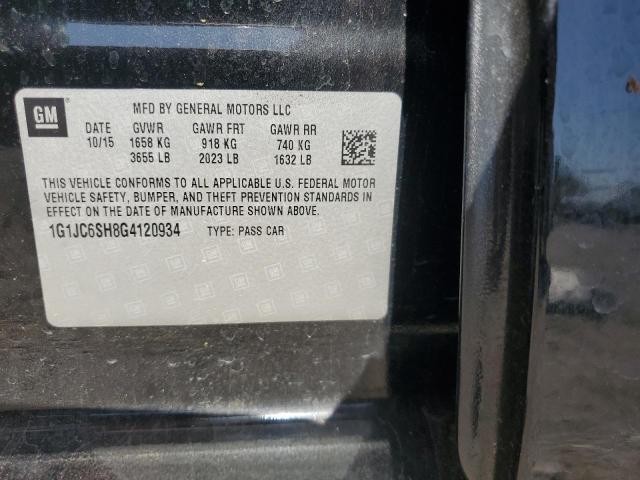 GM
MFD BY GENERAL MOTORS LLC
DATE GVWR GAWR FRT GAWR RR
10/15 1658 KG 918 KG 740 KG
3655 LB 2023 LB 1632 LB
THIS VEHICLE CONFORMS TO ALL APPLICABLE U.S. FEDERAL MOTOR
VEHICLE SAFETY, BUMPER, AND THEFT PREVENTION STANDARDS IN
EFFECT ON THE DATE OF MANUFACTURE SHOWN ABOVE.
1G1JC6SH8G4120934 TYPE: PASS CAR